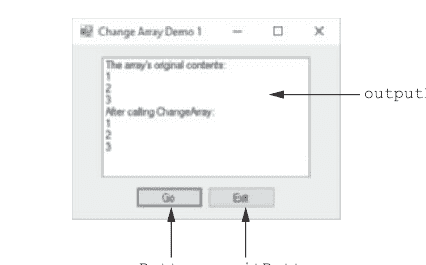 Change Array Demo 1
The array's original contents:
1
2
3
After calling ChangeArray:
1
2
3
output
Go
Exit